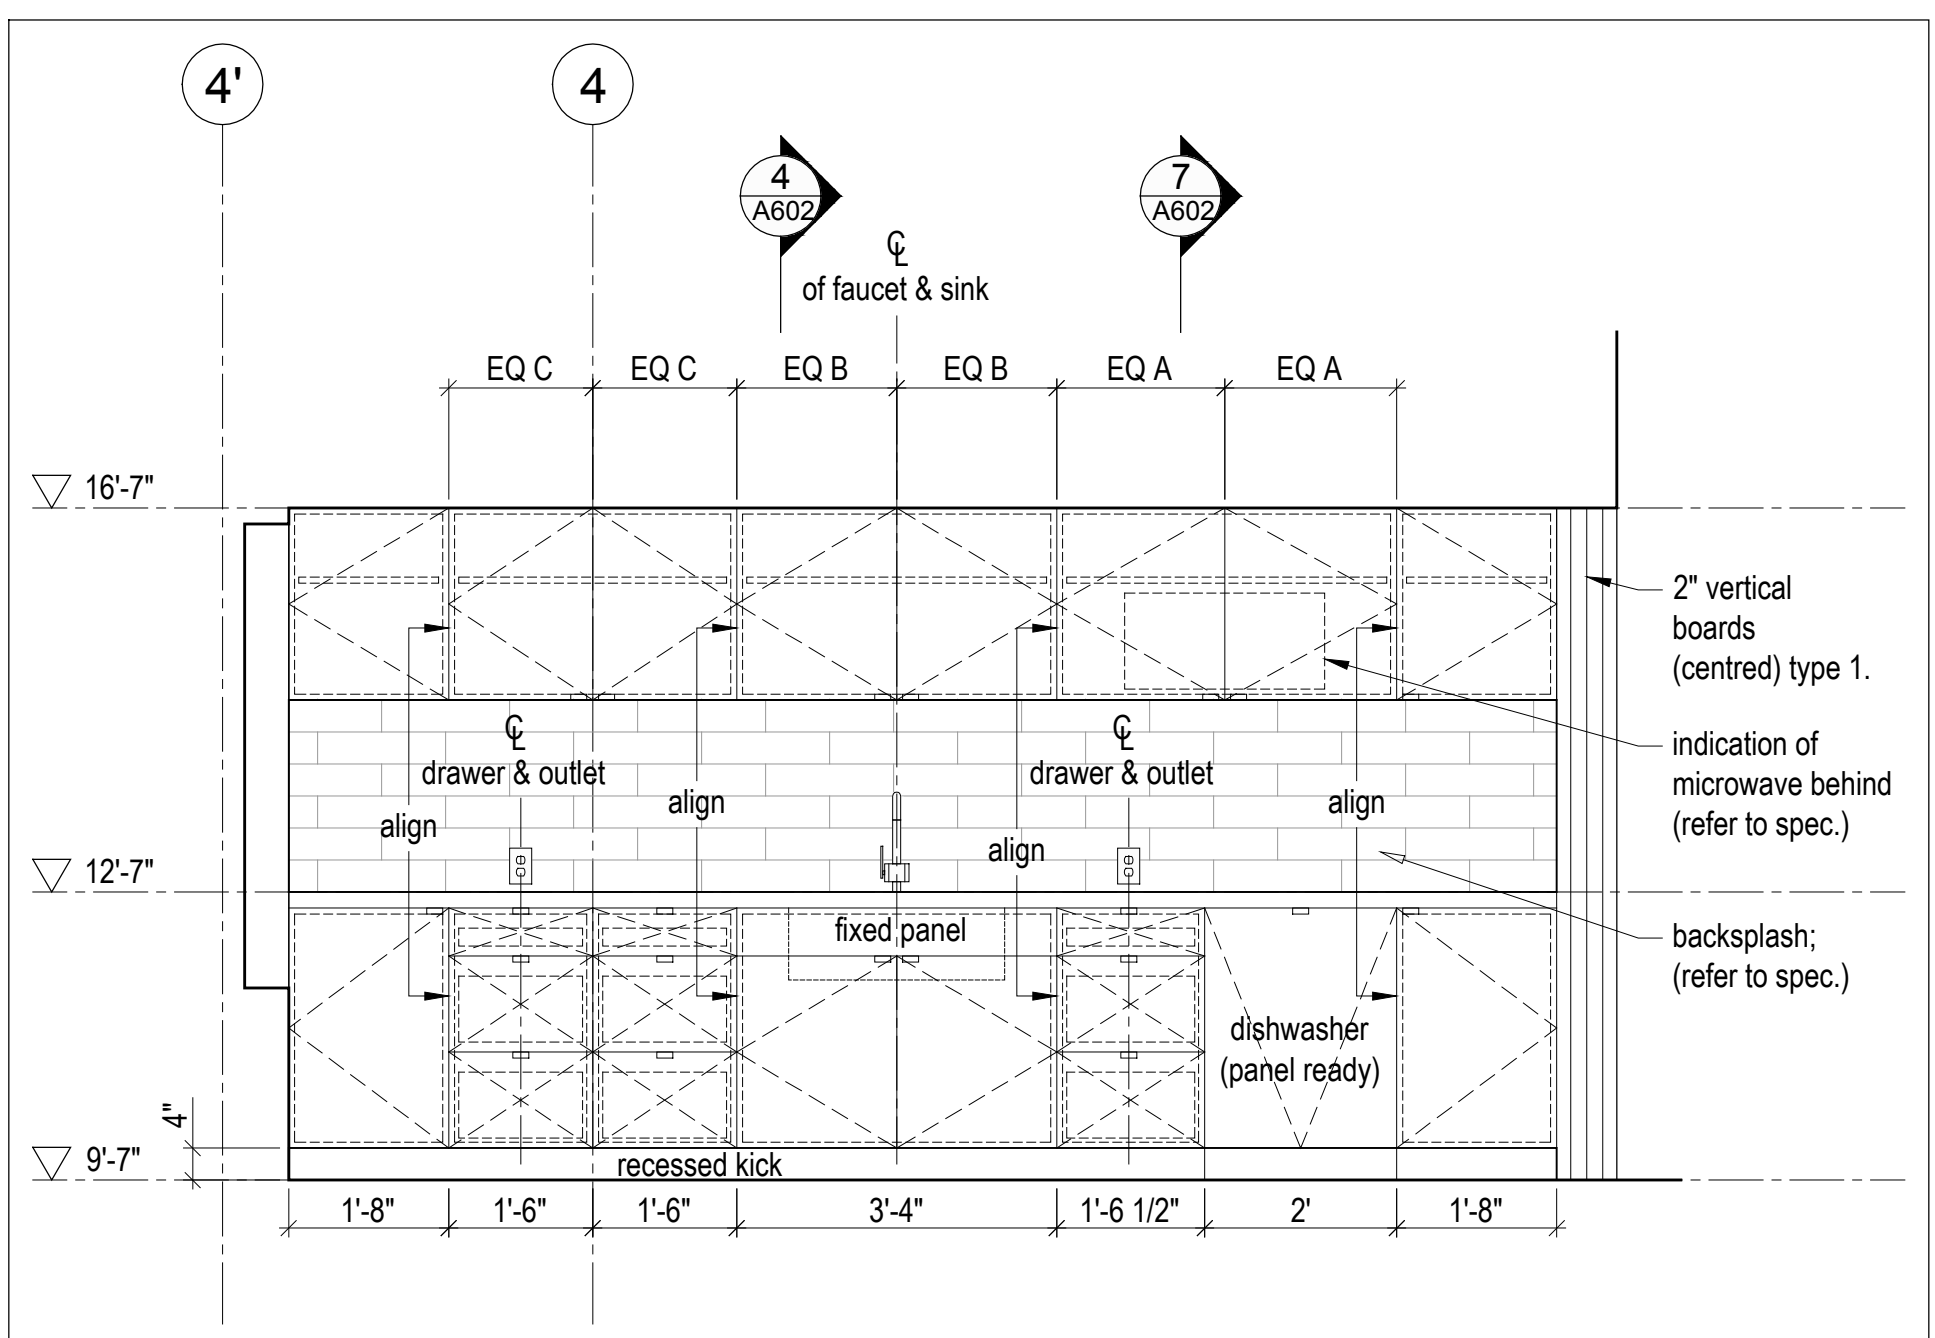 4'
4
4
A602
7
A602
℄
of faucet & sink
EQ C
EQ C
EQ B
EQ B
EQ A
EQ A
16'-7"
2" vertical
boards
(centred) type 1.
℄
drawer & outlet
℄
drawer & outlet
indication of
microwave behind
(refer to spec.)
align
align
align
align
12'-7"
fixed panel
backsplash;
(refer to spec.)
dishwasher
(panel ready)
4"
9'-7"
recessed kick
1'-8"
1'-6"
1'-6"
3'-4"
1'-6 1/2"
2'
1'-8"